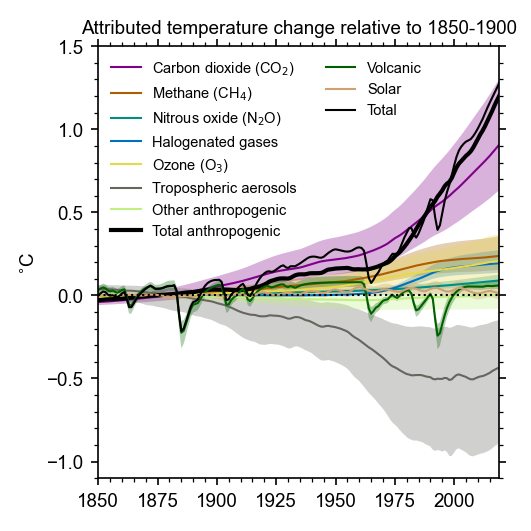 Attributed temperature change relative to 1850-1900
1.5
1.0
0.5
0.0
−0.5
−1.0
°C
Carbon dioxide (CO₂)
Methane (CH₄)
Nitrous oxide (N₂O)
Halogenated gases
Ozone (O₃)
Tropospheric aerosols
Other anthropogenic
Total anthropogenic
Volcanic
Solar
Total
1850 1875 1900 1925 1950 1975 2000